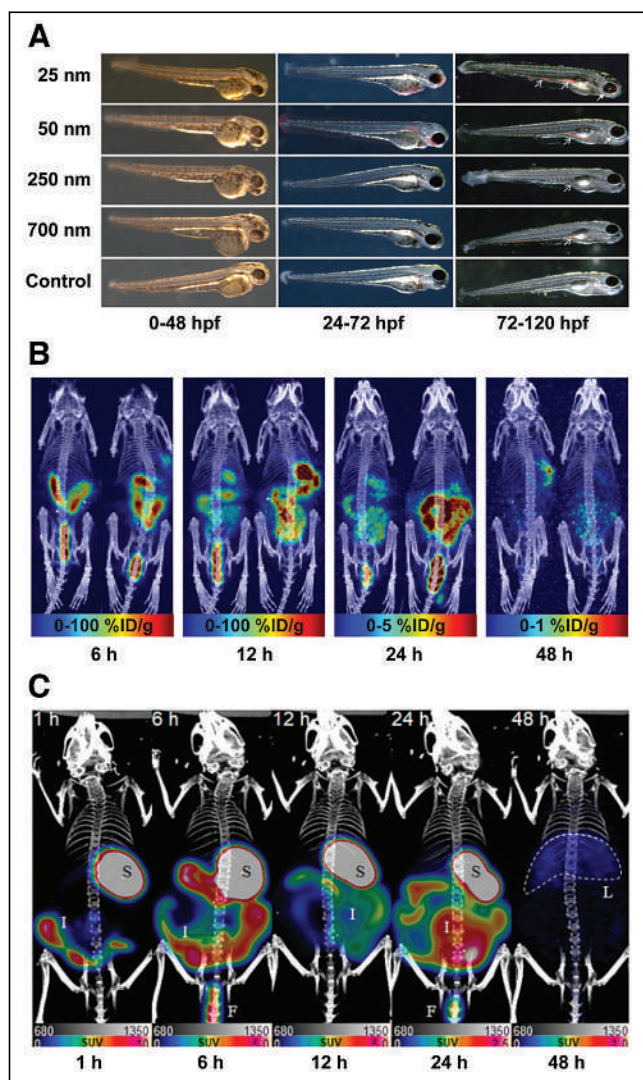 A
25 nm
50 nm
250 nm
700 nm
Control
0-48 hpf 24-72 hpf 72-120 hpf
B
0-100 %ID/g 0-100 %ID/g 0-5 %ID/g 0-1 %ID/g
6 h 12 h 24 h 48 h
C
1 h 6 h 12 h 24 h 48 h
S S S S
I I I I L
F F
680 1350 680 1350 680 1350 680 1350 680 1350
SUV SUV SUV SUV SUV
1 h 6 h 12 h 24 h 48 h